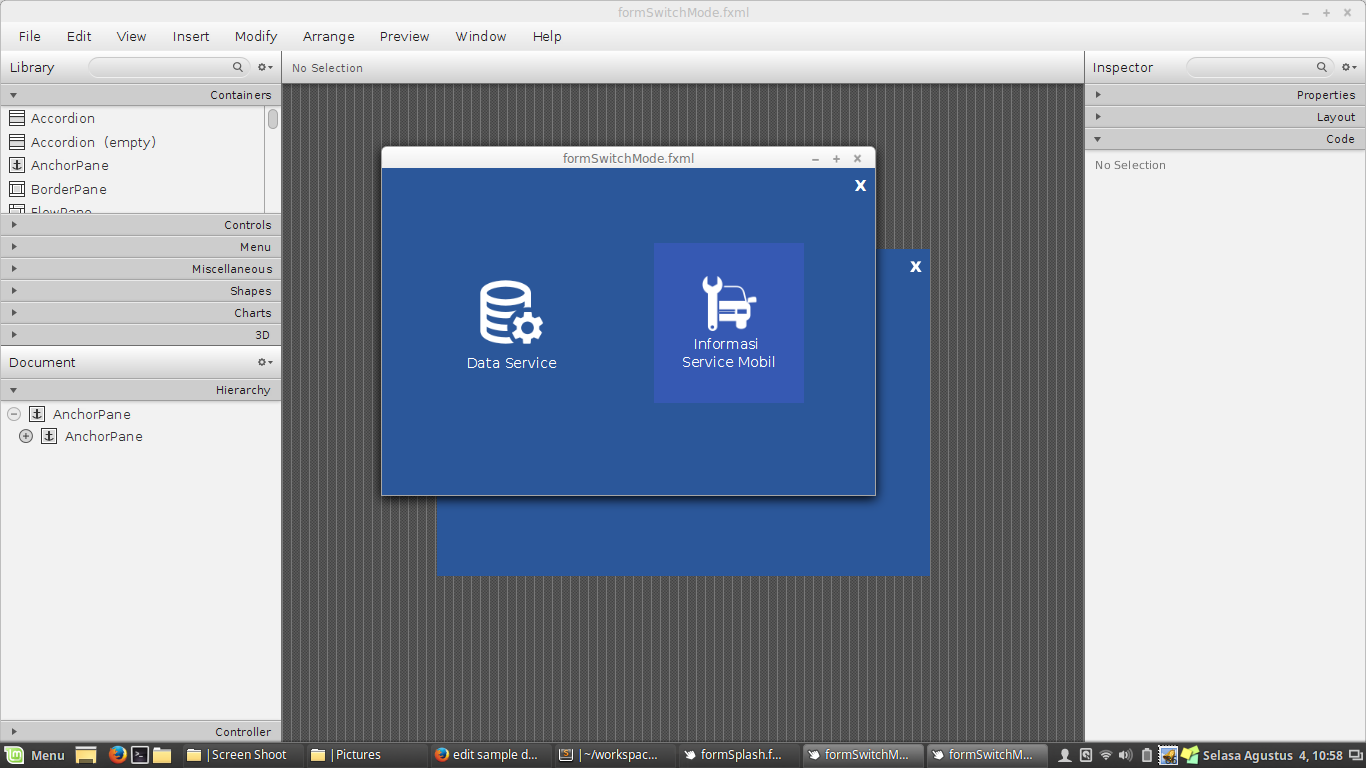 formSwitchMode.fxml
File Edit View Insert Modify Arrange Preview Window Help
Library
No Selection
Inspector
Containers
Accordion
Accordion (empty)
AnchorPane
BorderPane
FlowPane
Controls
Menu
Miscellaneous
Shapes
Charts
3D
Document
Hierarchy
AnchorPane
AnchorPane
Controller
formSwitchMode.fxml
X
Data Service
Informasi
Service Mobil
X
Properties
Layout
Code
No Selection
Menu |Screen Shoot |Pictures edit sample d... |~/workspac... formSplash.f... formSwitchM... formSwitchM... Selasa Agustus 4, 10:58